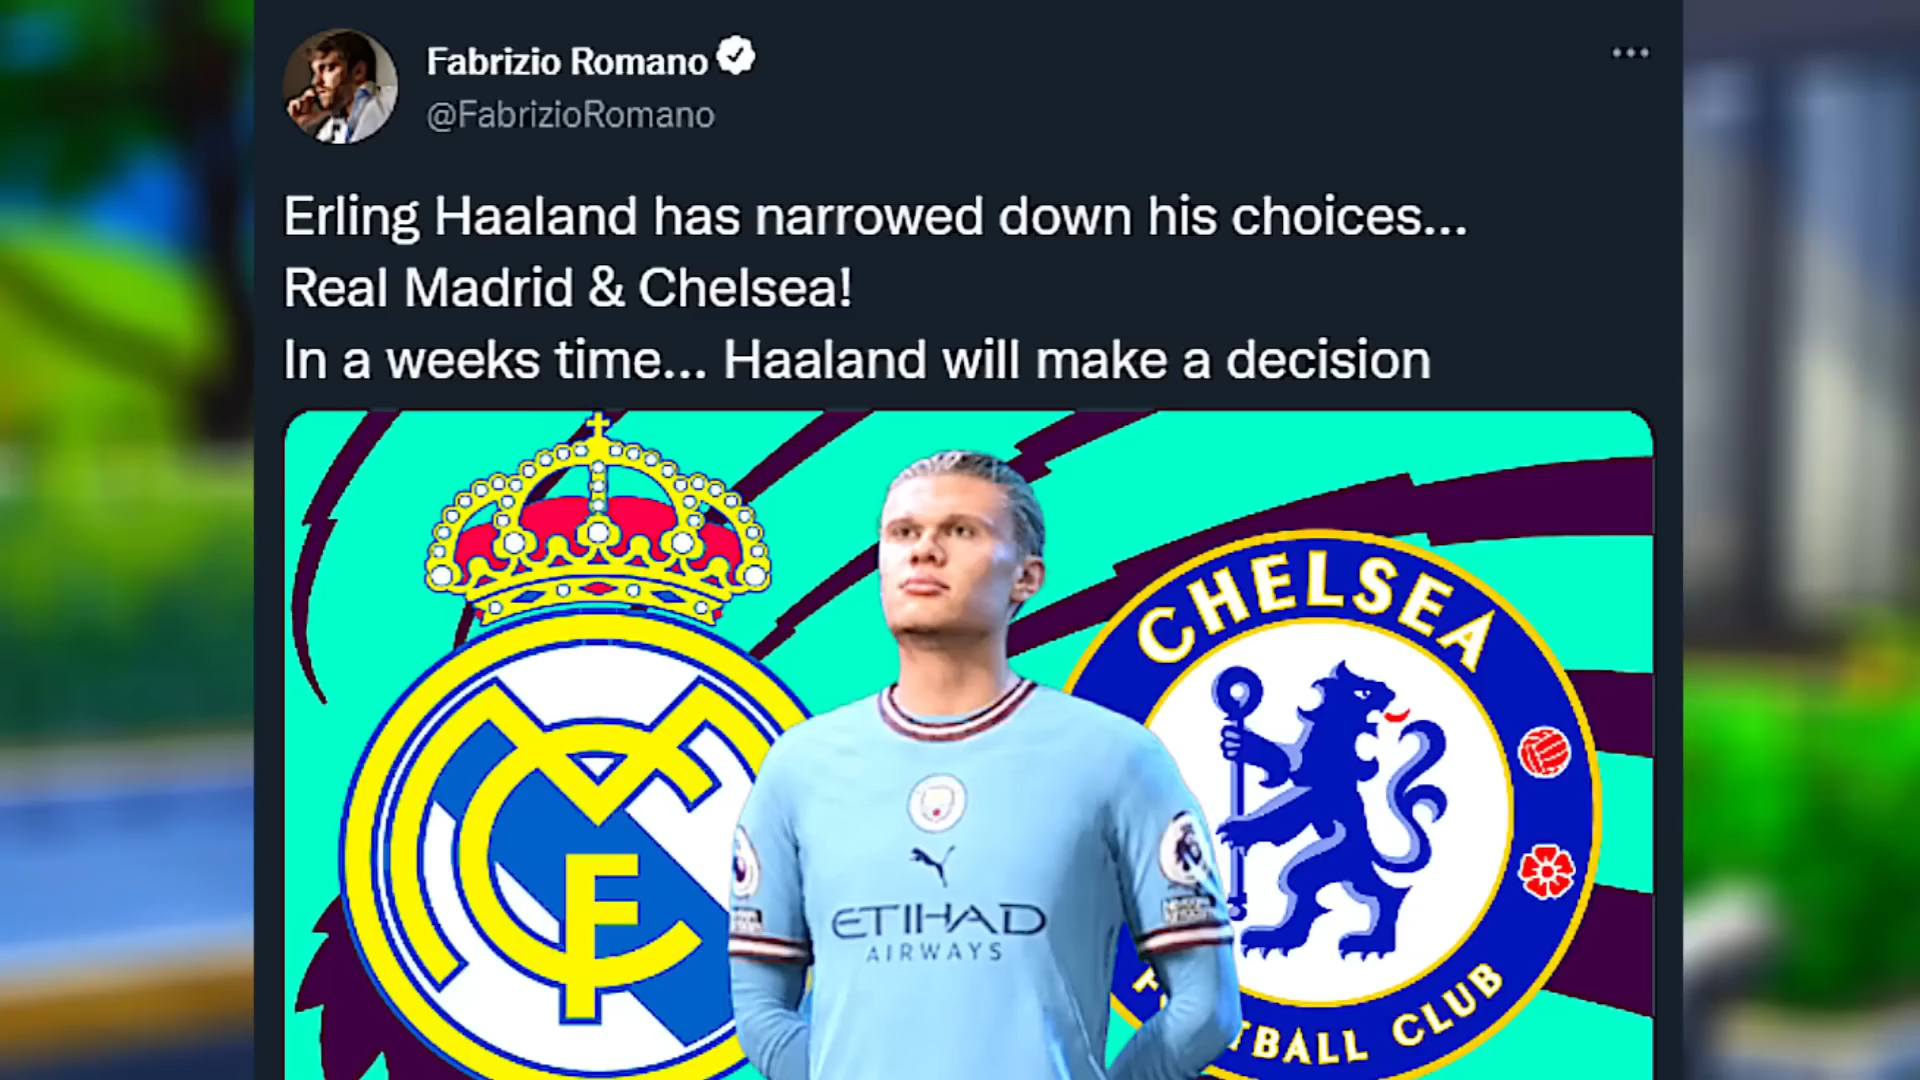 Fabrizio Romano
@FabrizioRomano
Erling Haaland has narrowed down his choices...
Real Madrid & Chelsea!
In a weeks time... Haaland will make a decision
CHELSEA
ETIHAD
AIRWAYS
TBALL CLUB